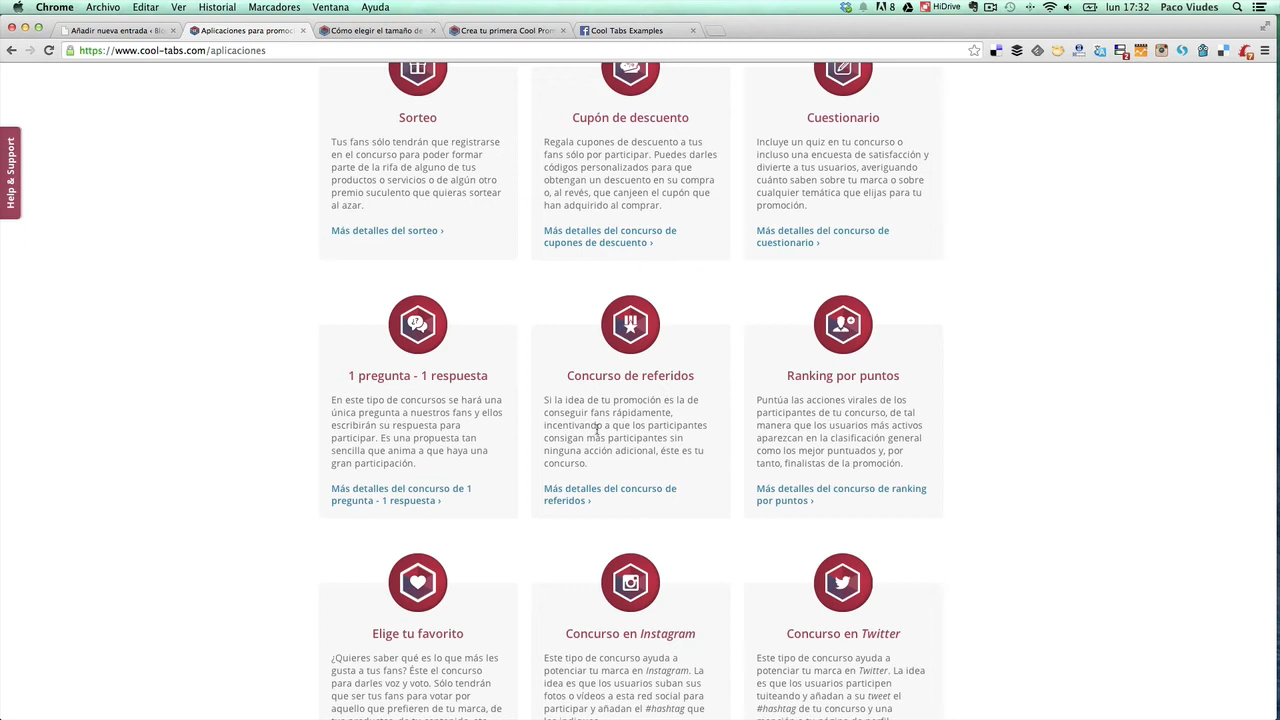 Chrome Archivo Editar Ver Historial Marcadores Ventana Ayuda 8 HiDrive lun 17:32 Paco Viudes
Añadir nueva entrada ‹ Blo
Aplicaciones para promoc
Cómo elegir el tamaño de
Crea tu primera Cool Prom
Cool Tabs Examples
https://www.cool-tabs.com/aplicaciones
Help & Support
Sorteo
Tus fans sólo tendrán que registrarse
en el concurso para poder formar
parte de la rifa de alguno de tus
productos o servicios o de algún otro
premio suculento que quieras sortear
al azar.
Más detalles del sorteo ›
Cupón de descuento
Regala cupones de descuento a tus
fans sólo por participar. Puedes darles
códigos personalizados para que
obtengan un descuento en su compra
o, al revés, que canjeen el cupón que
han adquirido al comprar.
Más detalles del concurso de
cupones de descuento ›
Cuestionario
Incluye un quiz en tu concurso o
incluso una encuesta de satisfacción y
divierte a tus usuarios, averiguando
cuánto saben sobre tu marca o sobre
cualquier temática que elijas para tu
promoción.
Más detalles del concurso de
cuestionario ›
1 pregunta - 1 respuesta
En este tipo de concursos se hará una
única pregunta a nuestros fans y ellos
escribirán su respuesta para
participar. Es una propuesta tan
sencilla que anima a que haya una
gran participación.
Más detalles del concurso de 1
pregunta - 1 respuesta ›
Concurso de referidos
Si la idea de tu promoción es la de
conseguir fans rápidamente,
incentivando a que los participantes
consigan más participantes sin
ninguna acción adicional, éste es tu
concurso.
Más detalles del concurso de
referidos ›
Ranking por puntos
Puntúa las acciones virales de los
participantes de tu concurso, de tal
manera que los usuarios más activos
aparezcan en la clasificación general
como los mejor puntuados y, por
tanto, finalistas de la promoción.
Más detalles del concurso de ranking
por puntos ›
Elige tu favorito
¿Quieres saber qué es lo que más les
gusta a tus fans? Éste el concurso
para darles voz y voto. Sólo tendrán
que ser tus fans para votar por
aquello que prefieren de tu marca, de
Concurso en Instagram
Este tipo de concurso ayuda a
potenciar tu marca en Instagram. La
idea es que los usuarios suban sus
fotos o vídeos a esta red social para
participar y añadan el #hashtag que
Concurso en Twitter
Este tipo de concurso ayuda a
potenciar tu marca en Twitter. La idea
es que los usuarios participen
tuiteando y añadan a su tweet el
#hashtag de tu concurso y una